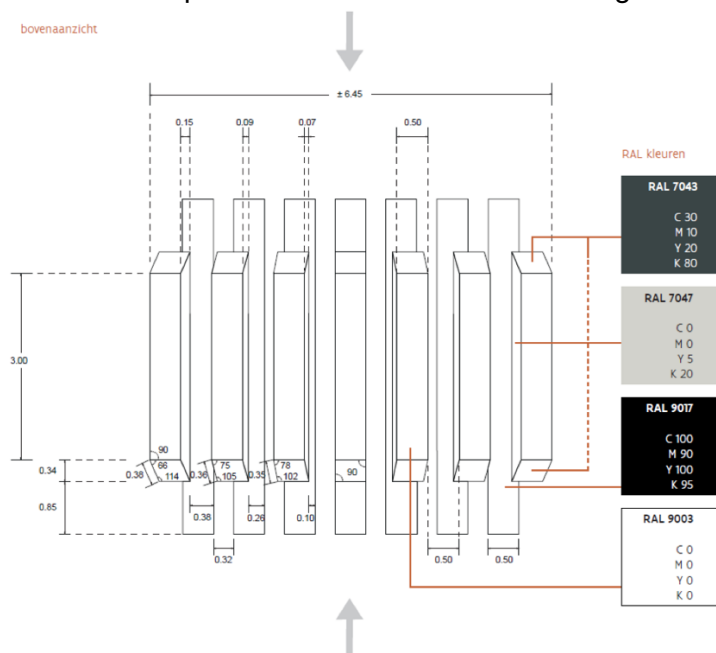 bovenaanzicht
± 6.45
0.15
0.09
0.07
0.50
RAL kleuren
RAL 7043
C 30
M 10
Y 20
K 80
RAL 7047
C 0
M 0
Y 5
K 20
3.00
RAL 9017
C 100
M 90
Y 100
K 95
90
66
114
0.38
75
105
0.36
78
102
0.35
90
0.34
0.85
0.38
0.26
0.10
0.32
0.50
0.50
RAL 9003
C 0
M 0
Y 0
K 0